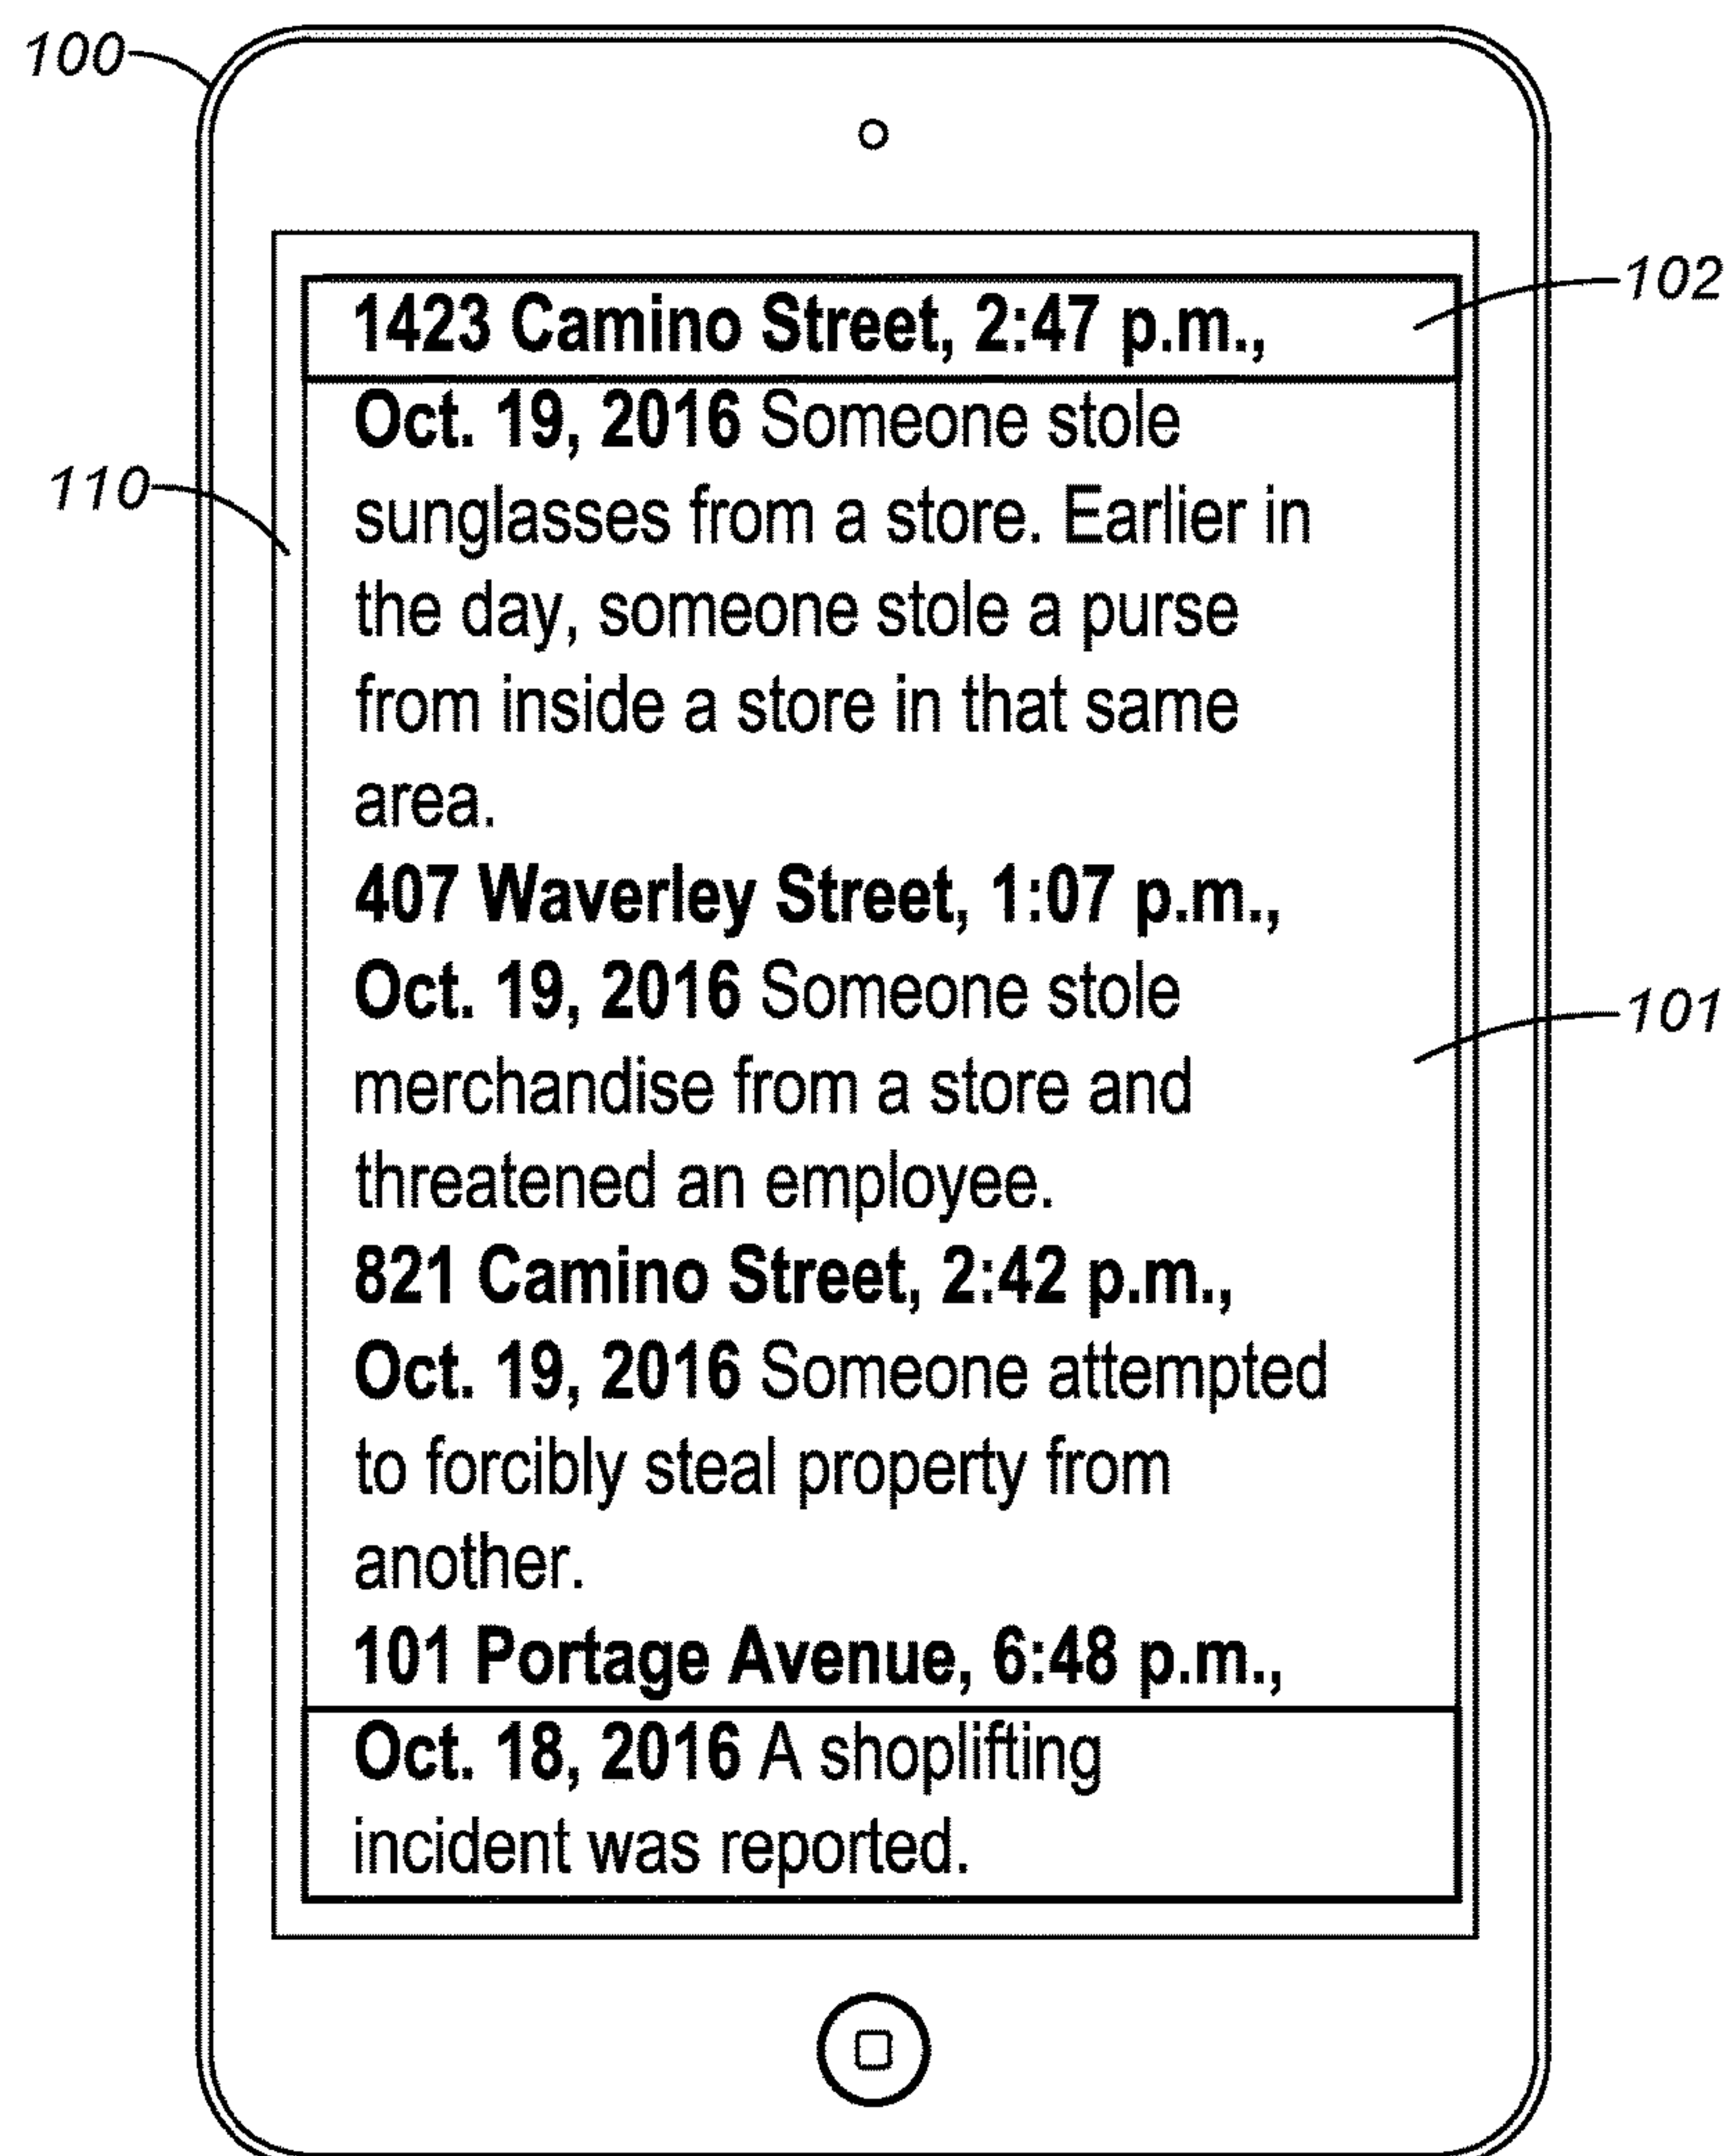 100
102
1423 Camino Street, 2:47 p.m.,
Oct. 19, 2016 Someone stole
110
sunglasses from a store. Earlier in
the day, someone stole a purse
from inside a store in that same
area.
407 Waverley Street, 1:07 p.m.,
Oct. 19, 2016 Someone stole
101
merchandise from a store and
threatened an employee.
821 Camino Street, 2:42 p.m.,
Oct. 19, 2016 Someone attempted
to forcibly steal property from
another.
101 Portage Avenue, 6:48 p.m.,
Oct. 18, 2016 A shoplifting
incident was reported.